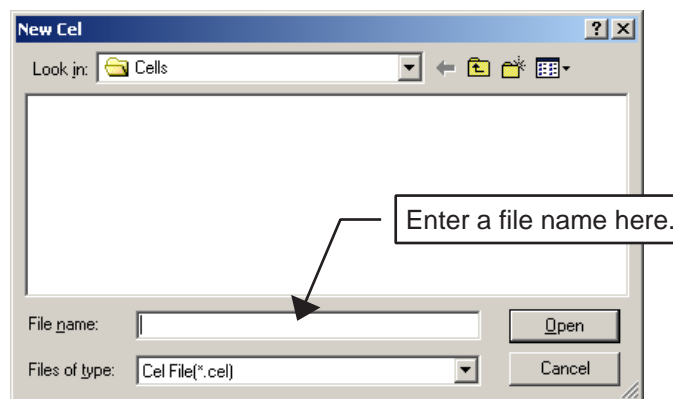 New Cel
Look in: Cells
Enter a file name here.
File name:
Open
Files of type: Cel File(*.cel)
Cancel